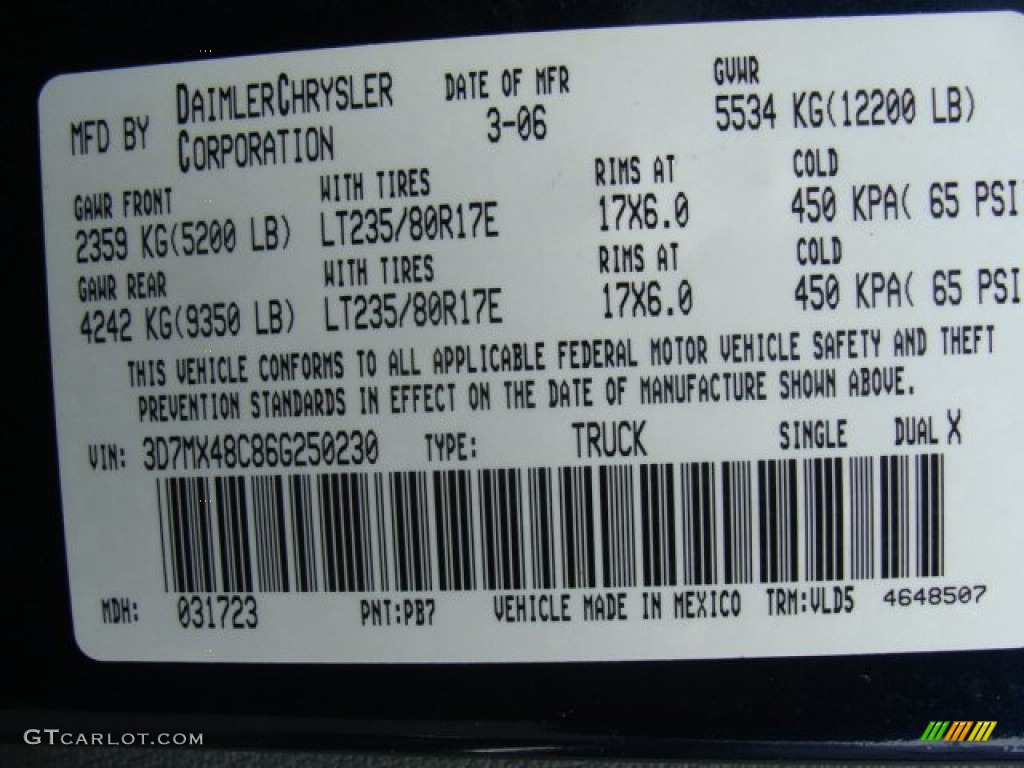 MFD BY DAIMLERCHRYSLER CORPORATION
DATE OF MFR
3-06
GVWR
5534 KG(12200 LB)
GAWR FRONT WITH TIRES RIMS AT COLD
2359 KG(5200 LB) LT235/80R17E 17X6.0 450 KPA( 65 PSI
GAWR REAR WITH TIRES RIMS AT COLD
4242 KG(9350 LB) LT235/80R17E 17X6.0 450 KPA( 65 PSI
THIS VEHICLE CONFORMS TO ALL APPLICABLE FEDERAL MOTOR VEHICLE SAFETY AND THEFT
PREVENTION STANDARDS IN EFFECT ON THE DATE OF MANUFACTURE SHOWN ABOVE.
VIN: 3D7MX48C86G250230 TYPE: TRUCK SINGLE DUAL X
MDH: 031723 PNT:PB7 VEHICLE MADE IN MEXICO TRM:VLD5 4648507
GTCARLOT.COM